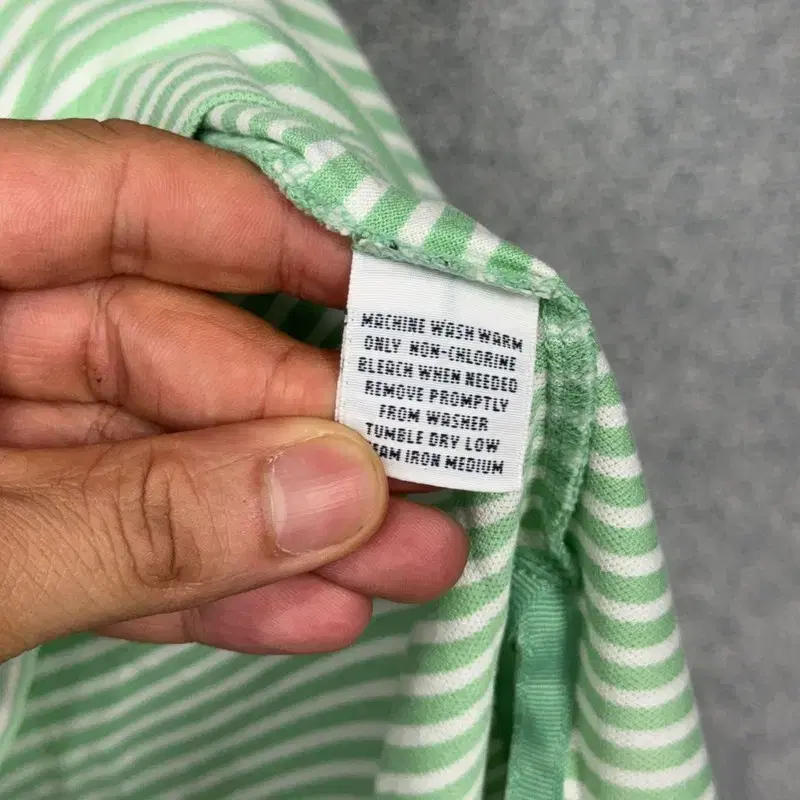 MACHINE WASH WARM
ONLY NON-CHLORINE
BLEACH WHEN NEEDED
REMOVE PROMPTLY
FROM WASHER
TUMBLE DRY LOW
IRON MEDIUM